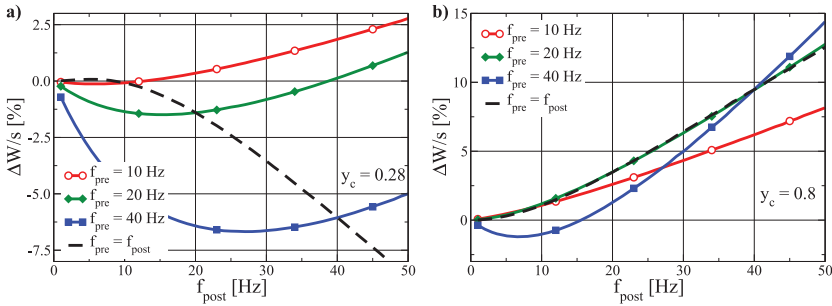 a)
ΔW/s [%]
2.5
0.0
-2.5
-5.0
-7.5
f_pre = 10 Hz
f_pre = 20 Hz
f_pre = 40 Hz
f_pre = f_post
y_c = 0.28
0 10 20 30 40 50
f_post [Hz]
b)
ΔW/s [%]
15
10
5
0
-5
f_pre = 10 Hz
f_pre = 20 Hz
f_pre = 40 Hz
f_pre = f_post
y_c = 0.8
0 10 20 30 40 50
f_post [Hz]